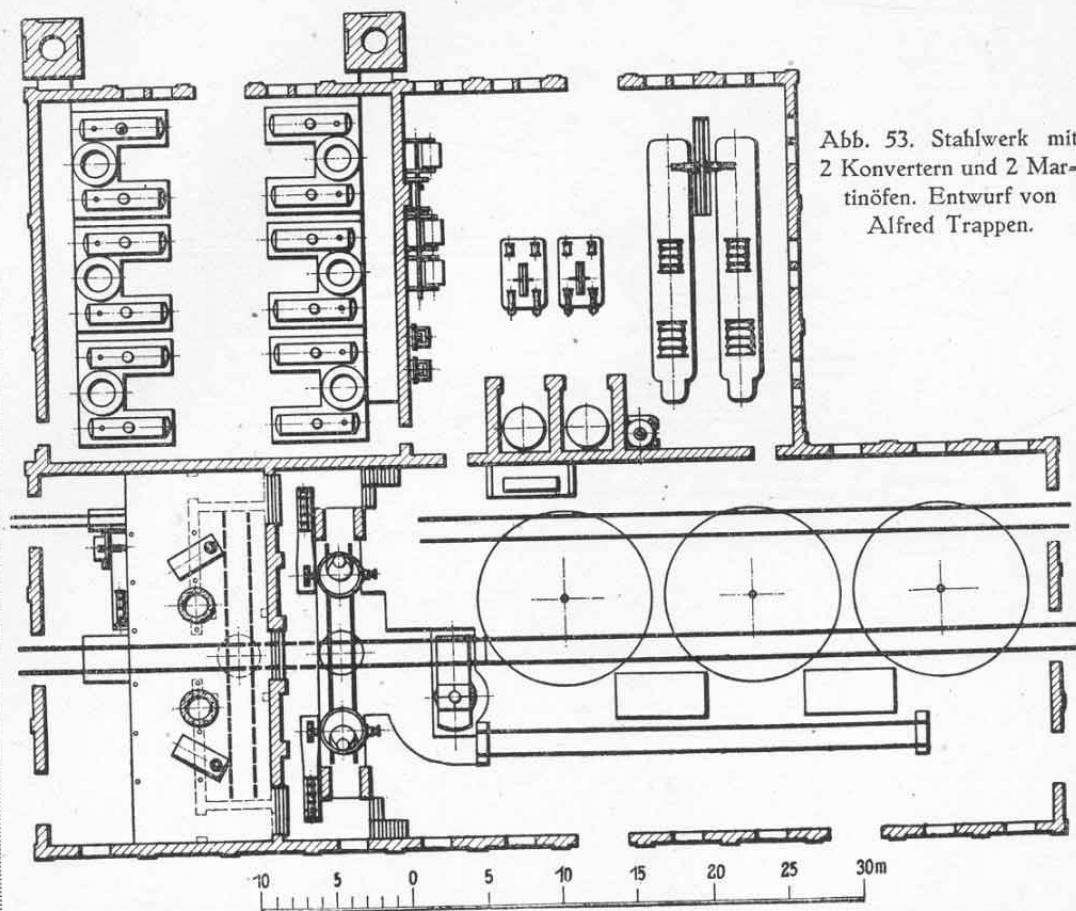 Abb. 53. Stahlwerk mit
2 Konvertern und 2 Mar-
tinöfen. Entwurf von
Alfred Trappen.
10 5 0 5 10 15 20 25 30 m